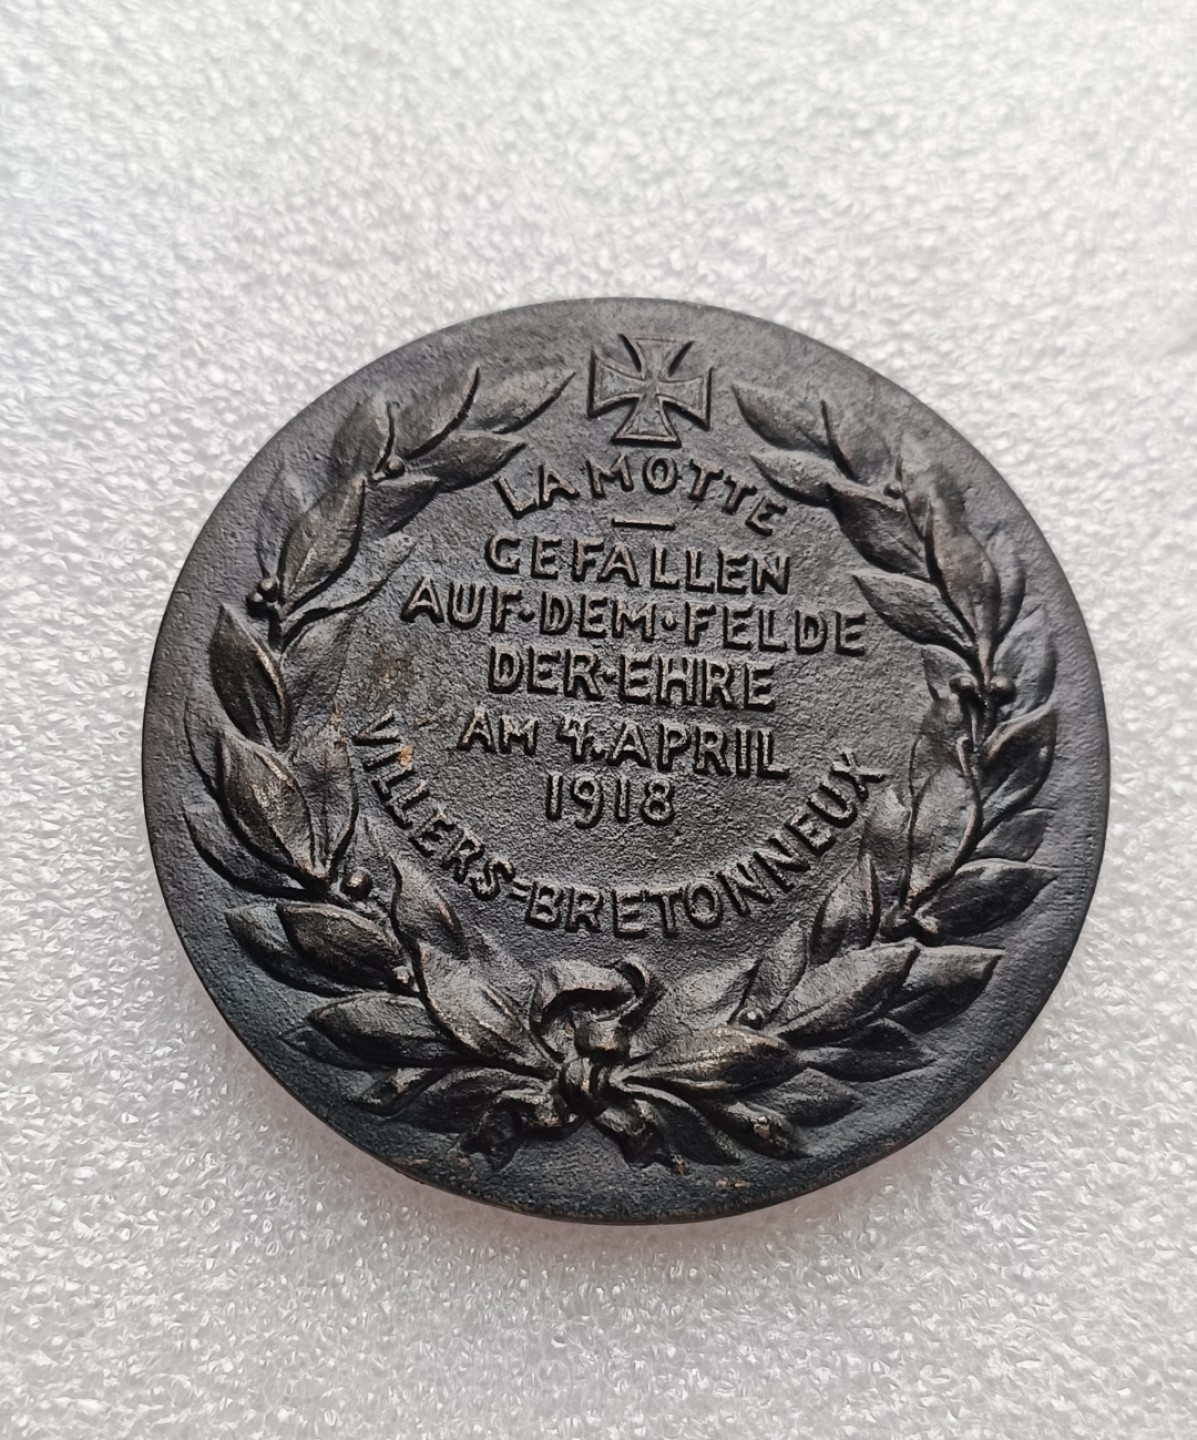 LA MOTTE
GEFALLEN
AUF·DEM·FELDE
DER·EHRE
AM 4. APRIL
1918
VILLERS-BRETONNEUX